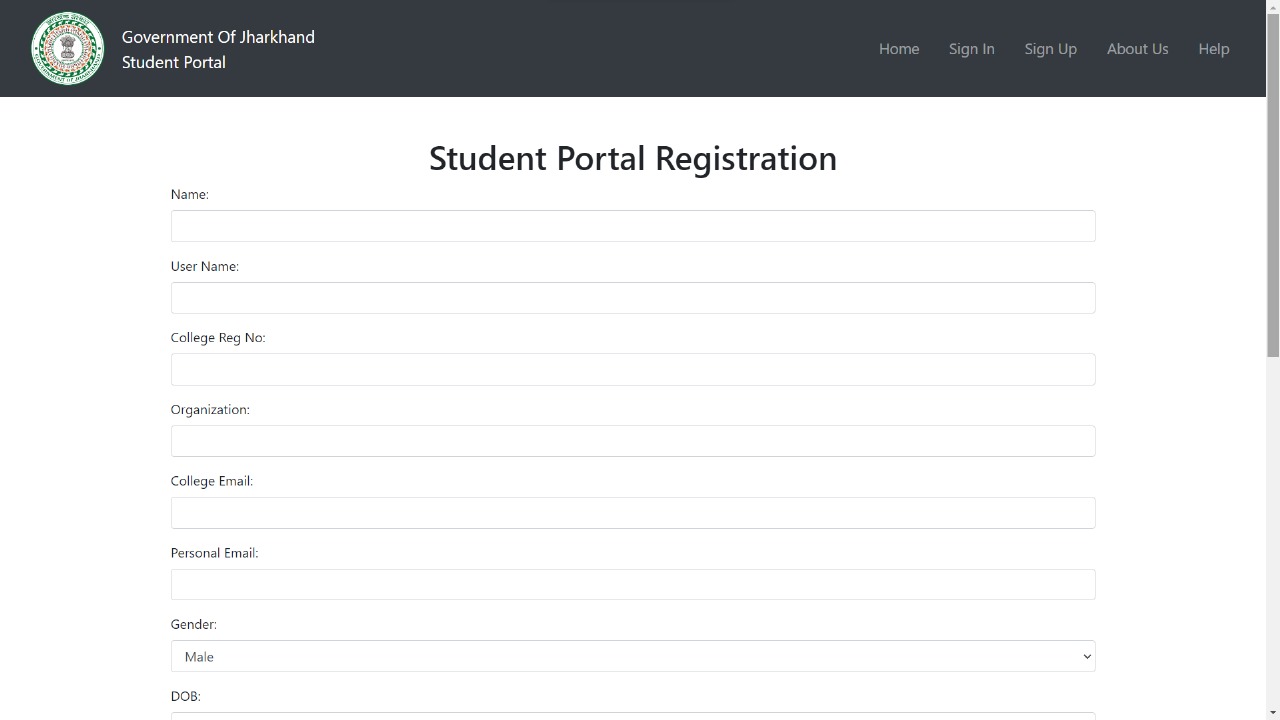 Government Of Jharkhand
Student Portal
Home
Sign In
Sign Up
About Us
Help
Student Portal Registration
Name:
User Name:
College Reg No:
Organization:
College Email:
Personal Email:
Gender:
Male
DOB: